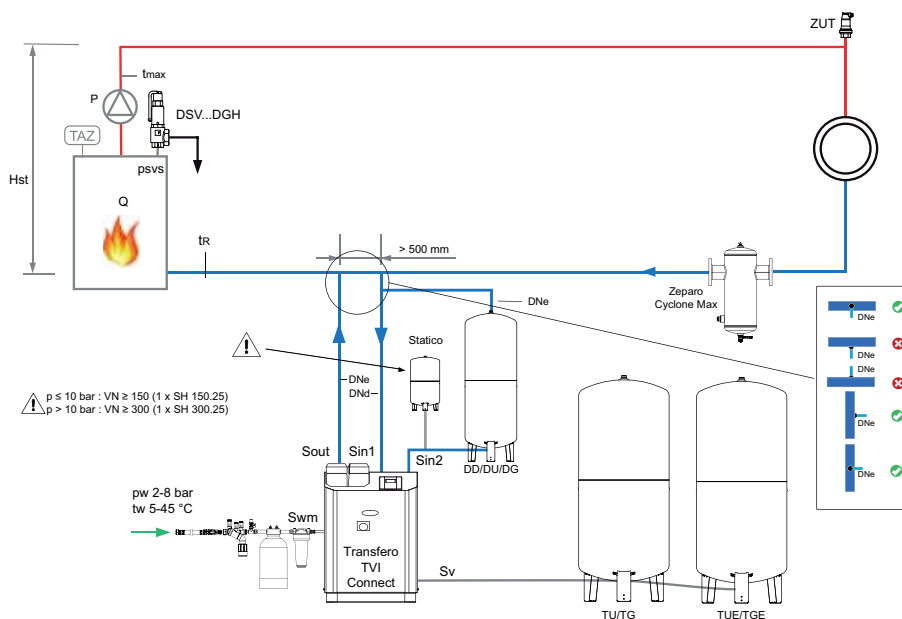 ZUT
tmax
P
DSV...DGH
TAZ
psvs
Hst
Q
tR
> 500 mm
DNe
Zeparo
Cyclone Max
Statico
DNe
DNd
p ≤ 10 bar : VN ≥ 150 (1 x SH 150.25)
p > 10 bar : VN ≥ 300 (1 x SH 300.25)
Sout
Sin1
Sin2
DD/DU/DG
pw 2-8 bar
tw 5-45 °C
Swm
Transfero
TVI
Connect
Sv
TU/TG
TUE/TGE
DNe
DNe
DNe
DNe
DNe